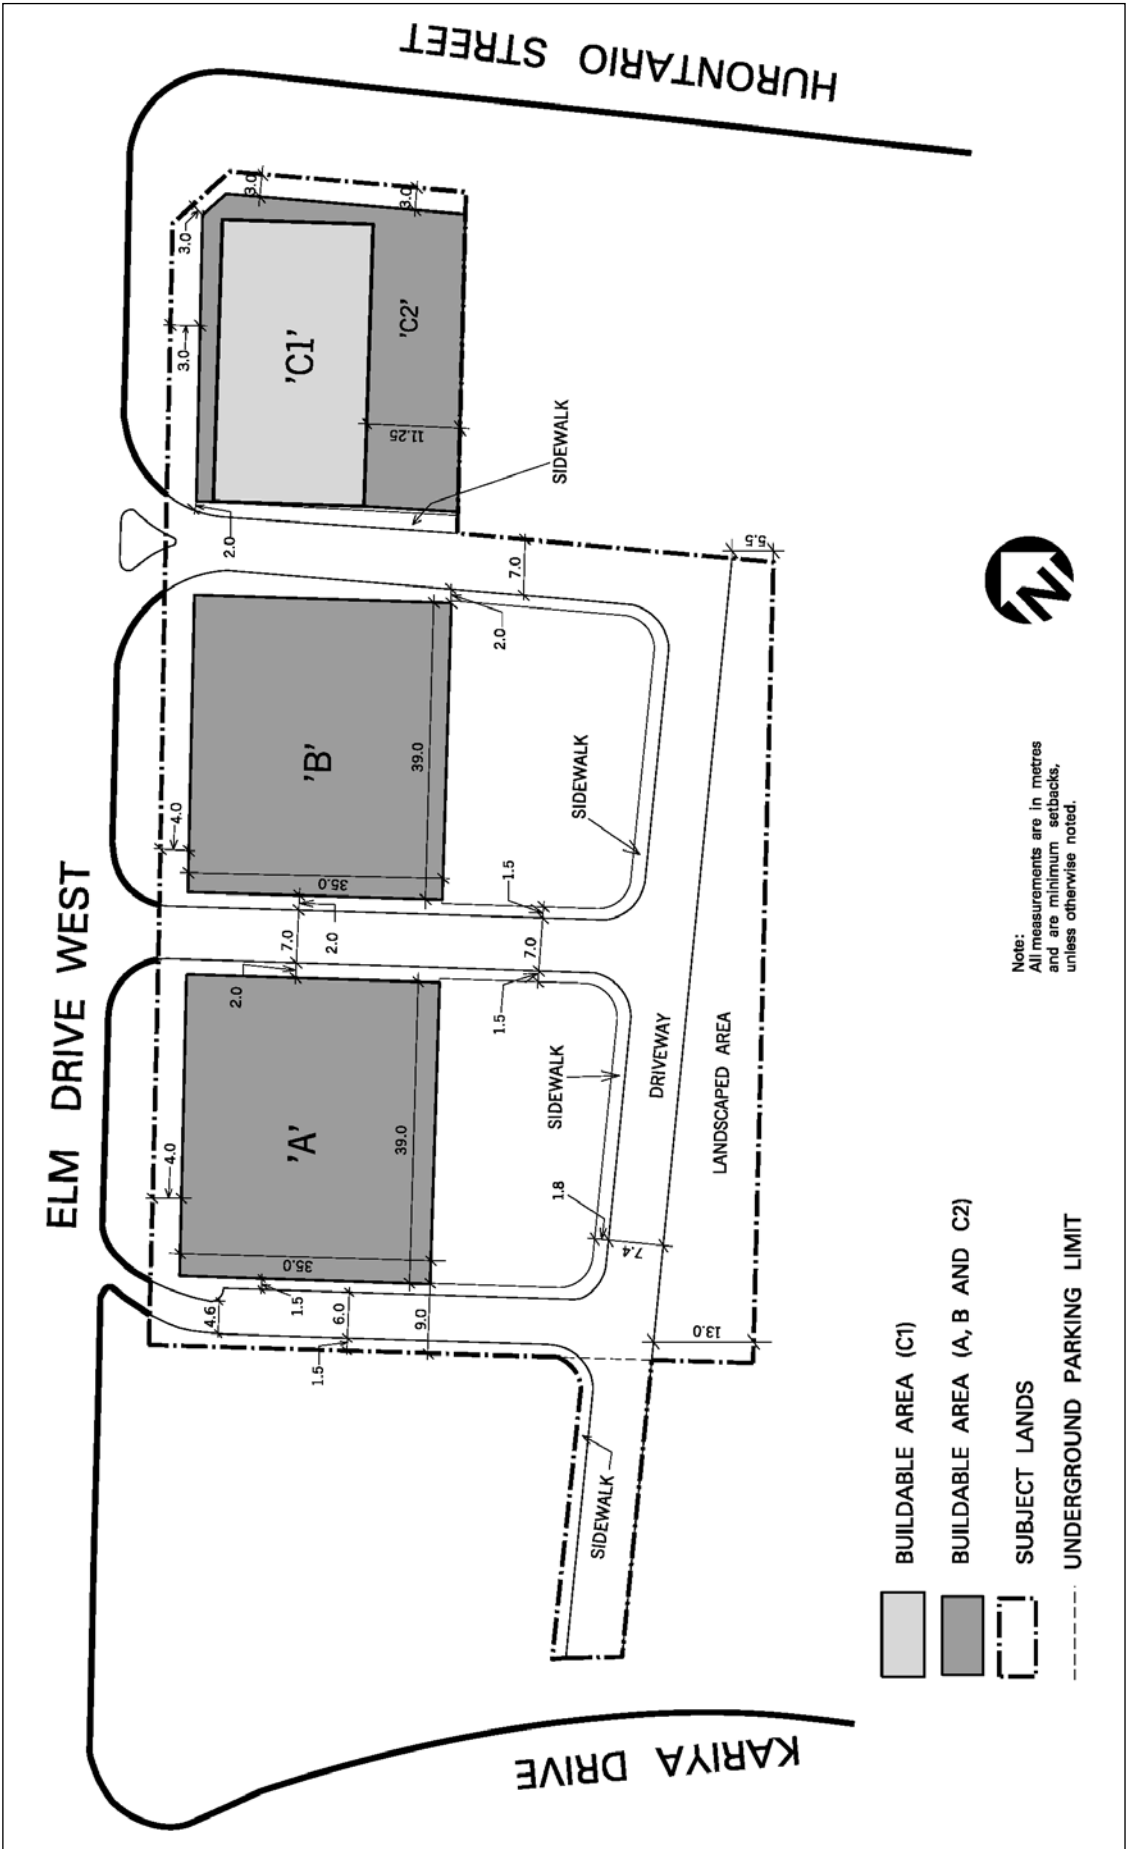 HURONTARIO STREET
ELM DRIVE WEST
KARIYA DRIVE
3.0
3.0
3.0
3.0
'C1'
'C2'
11.25
SIDEWALK
2.0
7.0
5.5
2.0
'B'
39.0
35.0
4.0
SIDEWALK
1.5
2.0
7.0
7.0
2.0
1.5
'A'
39.0
35.0
4.0
SIDEWALK
DRIVEWAY
LANDSCAPED AREA
1.8
7.4
13.0
4.6
1.5
6.0
9.0
1.5
SIDEWALK
N
Note:
All measurements are in metres
and are minimum setbacks,
unless otherwise noted.
BUILDABLE AREA (C1)
BUILDABLE AREA (A, B AND C2)
SUBJECT LANDS
UNDERGROUND PARKING LIMIT